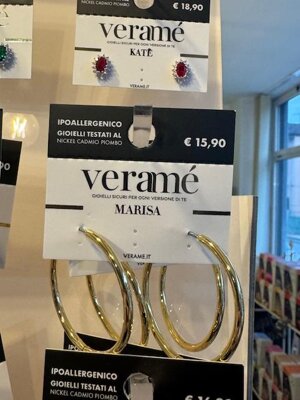 NICKEL CADMIO PIOMBO
€ 18,90
veramé
GIOIELLI SICURI PER OGNI VERSIONE DI TE
KATE
IPOALLERGENICO
GIOIELLI TESTATI AL
NICKEL CADMIO PIOMBO
€ 15,90
veramé
GIOIELLI SICURI PER OGNI VERSIONE DI TE
MARISA
VERAME.IT
VERAME.IT
IPOALLERGENICO
GIOIELLI TESTATI AL
NICKEL CADMIO PIOMBO